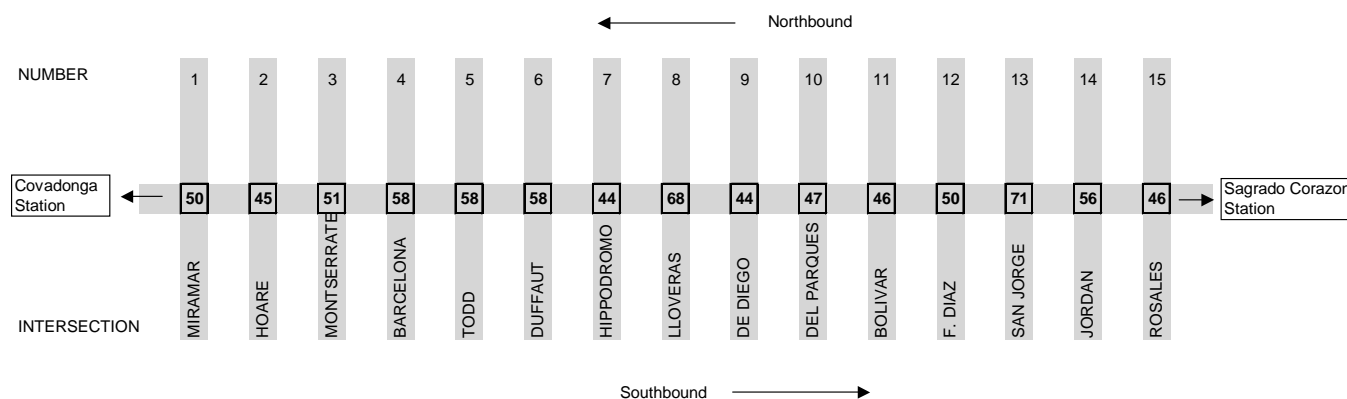 Northbound
NUMBER 1 2 3 4 5 6 7 8 9 10 11 12 13 14 15
Covadonga
Station
50 45 51 58 58 58 44 68 44 47 46 50 71 56 46
Sagrado Corazon
Station
INTERSECTION
MIRAMAR
HOARE
MONTSERRATE
BARCELONA
TODD
DUFFAUT
HIPPODROMO
LLOVERAS
DE DIEGO
DEL PARQUES
BOLIVAR
F. DIAZ
SAN JORGE
JORDAN
ROSALES
Southbound